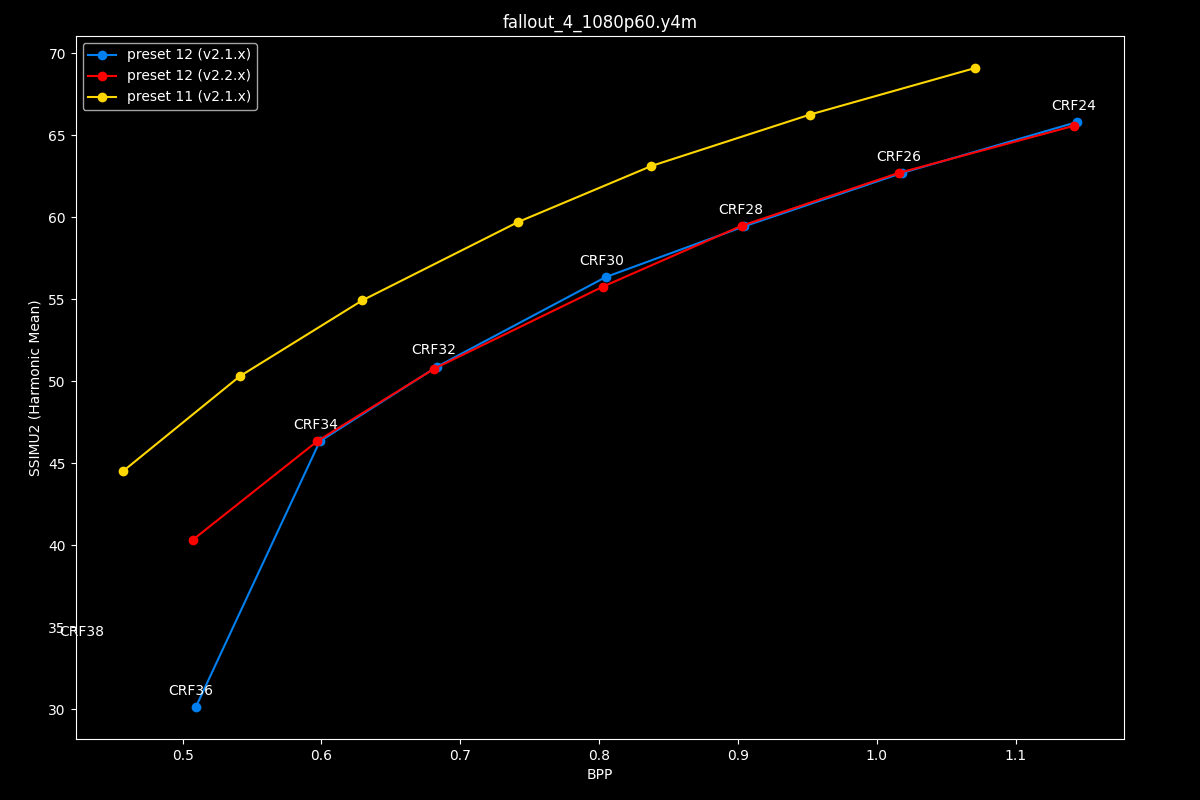 fallout_4_1080p60.y4m
preset 12 (v2.1.x)
preset 12 (v2.2.x)
preset 11 (v2.1.x)
SSIMU2 (Harmonic Mean)
70
65
60
55
50
45
40
35
30
CRF24
CRF26
CRF28
CRF30
CRF32
CRF34
CRF38
CRF36
0.5
0.6
0.7
0.8
0.9
1.0
1.1
BPP